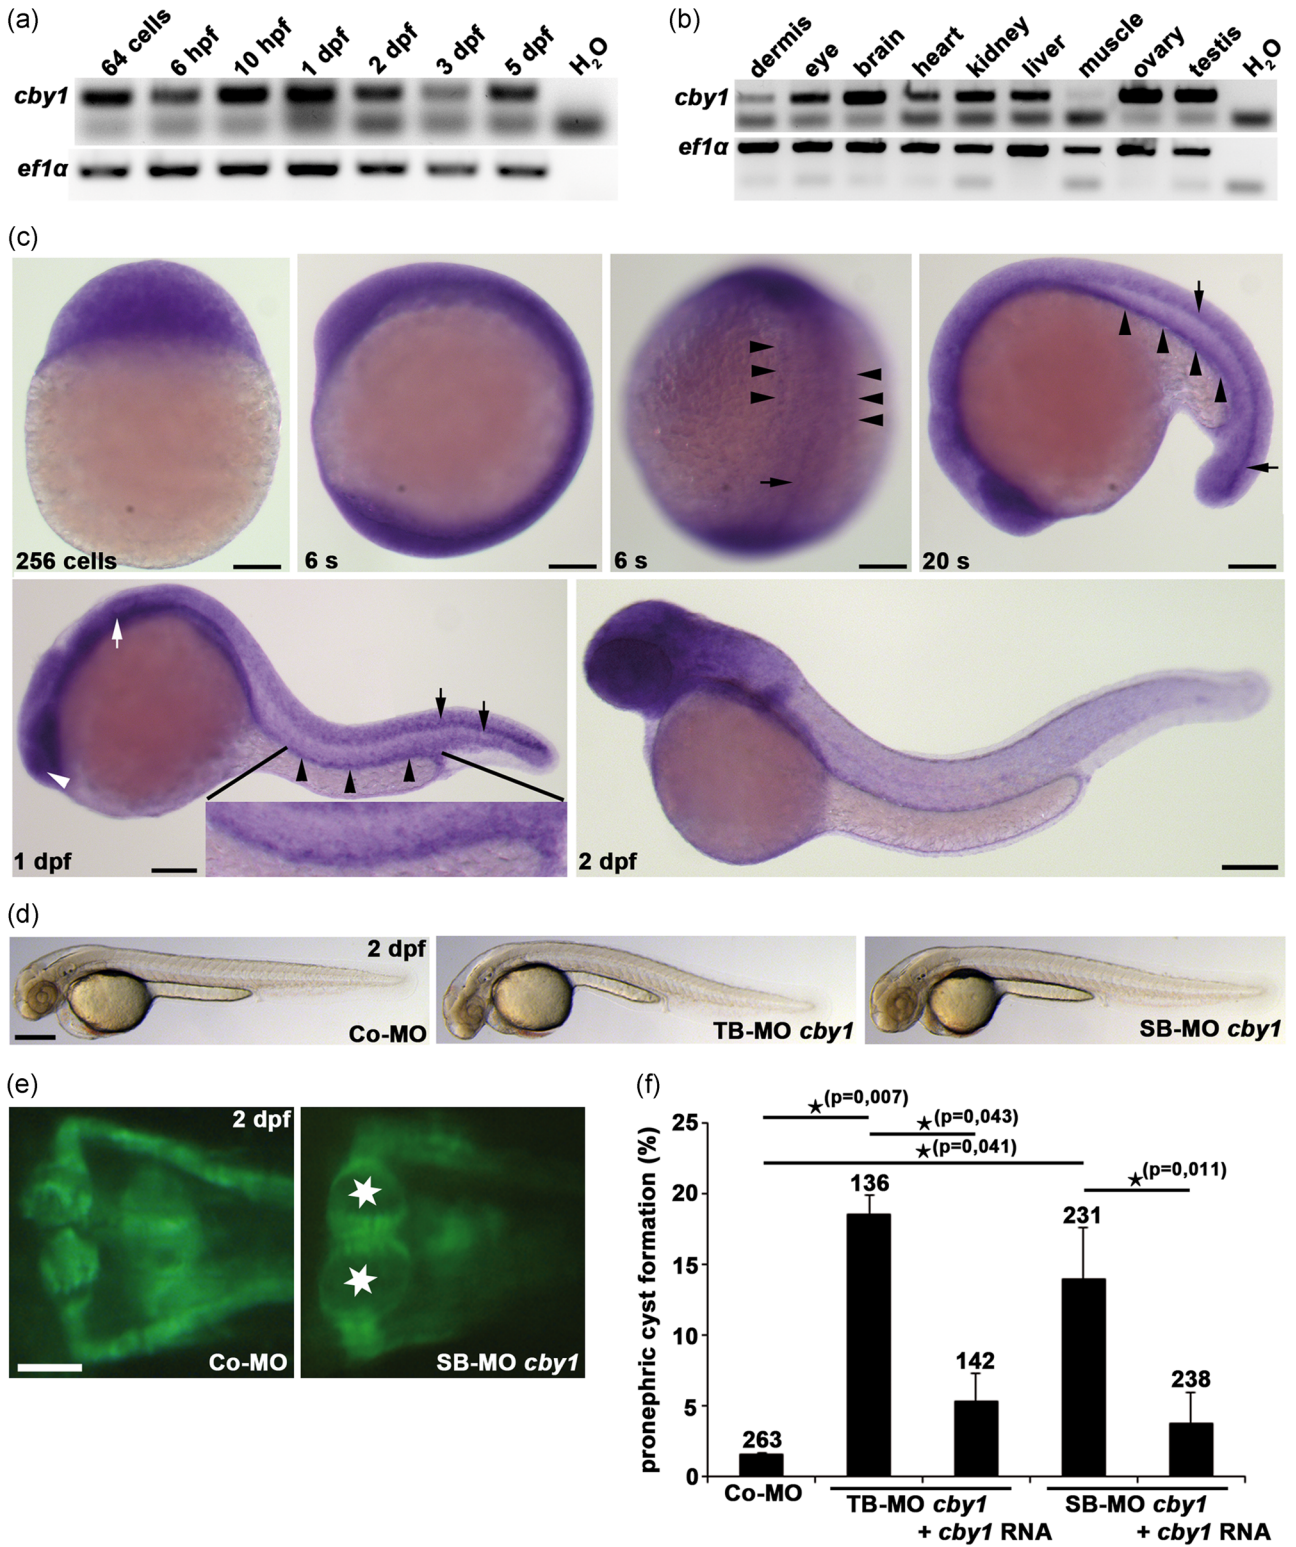 (a)
64 cells 6 hpf 10 hpf 1 dpf 2 dpf 3 dpf 5 dpf H2O
cby1
ef1α
(b)
dermis eye brain heart kidney liver muscle ovary testis H2O
cby1
ef1α
(c)
256 cells
6 s
6 s
20 s
1 dpf
2 dpf
(d)
2 dpf
Co-MO
TB-MO cby1
SB-MO cby1
(e)
2 dpf
Co-MO
SB-MO cby1
(f)
pronephric cyst formation (%)
25
20
15
10
5
0
★(p=0,007)
★(p=0,043)
★(p=0,041)
★(p=0,011)
263
136
142
231
238
Co-MO
TB-MO cby1
+ cby1 RNA
SB-MO cby1
+ cby1 RNA